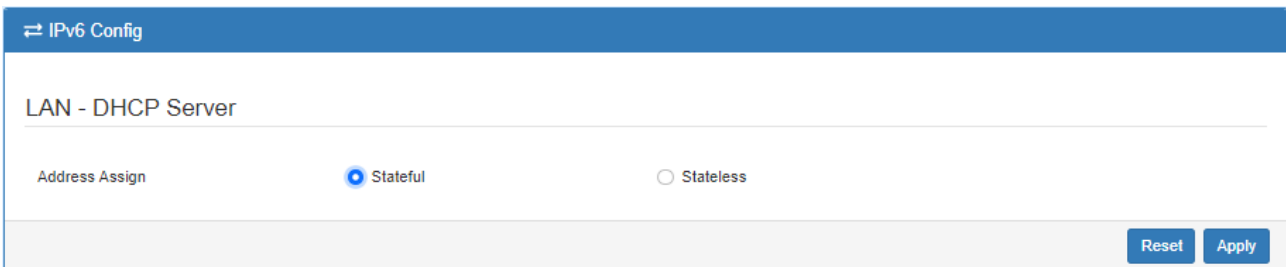 IPv6 Config
LAN - DHCP Server
Address Assign Stateful Stateless
Reset Apply